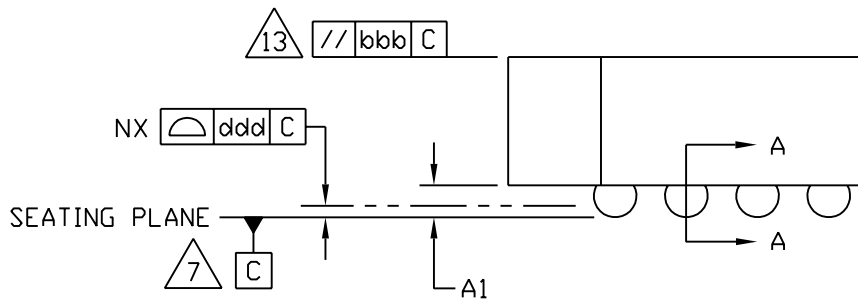 13 // bbb C
NX ⌓ ddd C
A
SEATING PLANE
7 C
A
A1